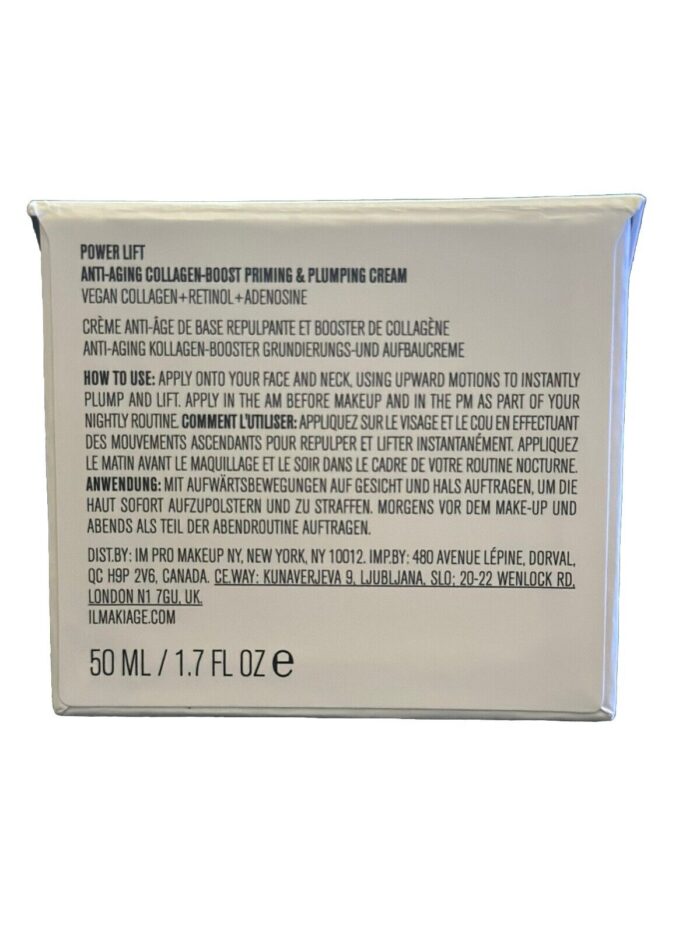 POWER LIFT
ANTI-AGING COLLAGEN-BOOST PRIMING & PLUMPING CREAM
VEGAN COLLAGEN+RETINOL+ADENOSINE
CRÈME ANTI-ÂGE DE BASE REPULPANTE ET BOOSTER DE COLLAGÈNE
ANTI-AGING KOLLAGEN-BOOSTER GRUNDIERUNGS-UND AUFBAUCREME
HOW TO USE: APPLY ONTO YOUR FACE AND NECK, USING UPWARD MOTIONS TO INSTANTLY
PLUMP AND LIFT. APPLY IN THE AM BEFORE MAKEUP AND IN THE PM AS PART OF YOUR
NIGHTLY ROUTINE. COMMENT L'UTILISER: APPLIQUEZ SUR LE VISAGE ET LE COU EN EFFECTUANT
DES MOUVEMENTS ASCENDANTS POUR REPULPER ET LIFTER INSTANTANÉMENT. APPLIQUEZ
LE MATIN AVANT LE MAQUILLAGE ET LE SOIR DANS LE CADRE DE VOTRE ROUTINE NOCTURNE.
ANWENDUNG: MIT AUFWÄRTSBEWEGUNGEN AUF GESICHT UND HALS AUFTRAGEN, UM DIE
HAUT SOFORT AUFZUPOLSTERN UND ZU STRAFFEN. MORGENS VOR DEM MAKE-UP UND
ABENDS ALS TEIL DER ABENDROUTINE AUFTRAGEN.
DIST.BY: IM PRO MAKEUP NY, NEW YORK, NY 10012. IMP.BY: 480 AVENUE LÉPINE, DORVAL,
QC H9P 2V6, CANADA. CE.WAY: KUNAVERJEVA 9, LJUBLJANA, SLO; 20-22 WENLOCK RD,
LONDON N1 7GU, UK.
ILMAKIAGE.COM
50 ML / 1.7 FL OZ e